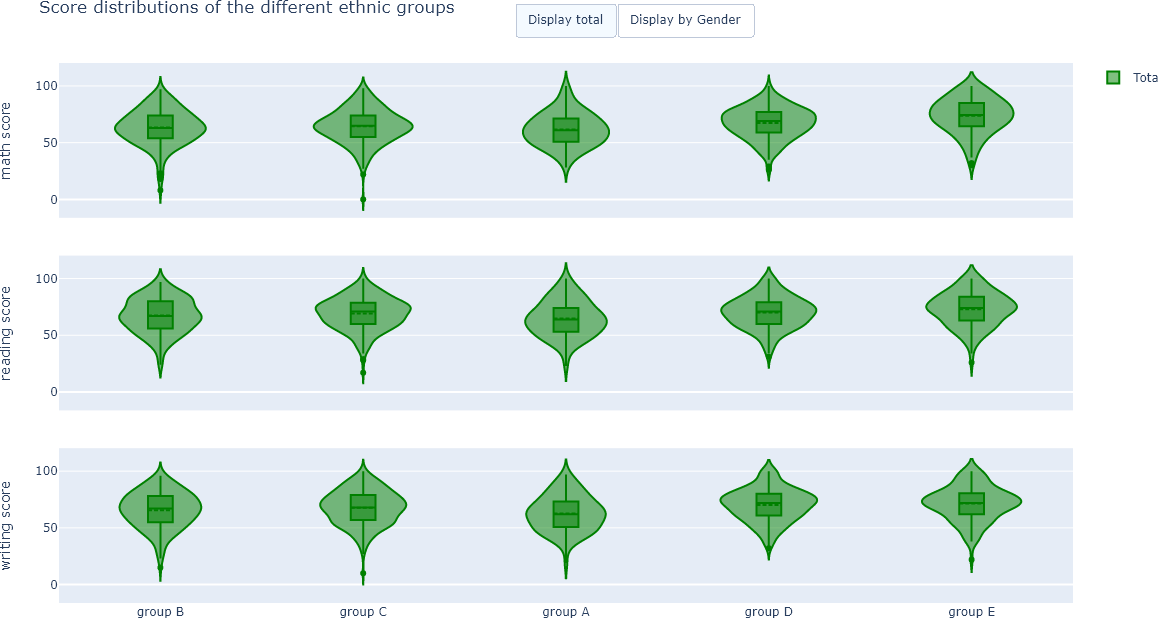 Score distributions of the different ethnic groups
Display total
Display by Gender
Tota
math score
100
50
0
reading score
100
50
0
writing score
100
50
0
group B
group C
group A
group D
group E